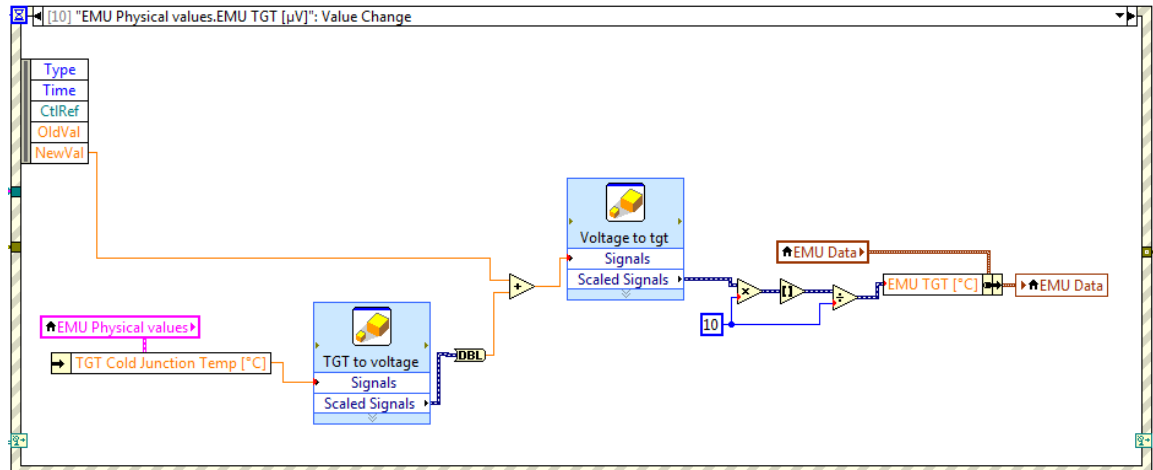 [10] "EMU Physical values.EMU TGT [µV]": Value Change
Type
Time
CtlRef
OldVal
NewVal
Voltage to tgt
Signals
Scaled Signals
EMU Data
EMU TGT [°C]
EMU Data
10
EMU Physical values
TGT Cold Junction Temp [°C]
TGT to voltage
Signals
Scaled Signals
DBL
+
×
[]
÷